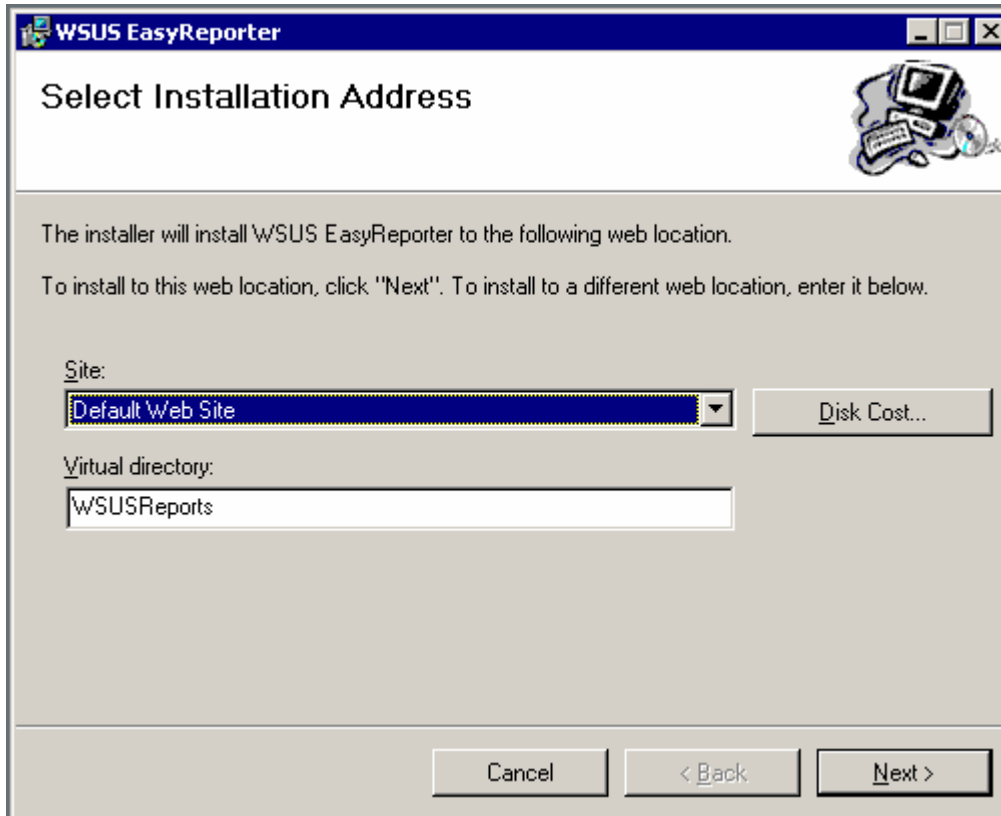 WSUS EasyReporter
Select Installation Address
The installer will install WSUS EasyReporter to the following web location.
To install to this web location, click "Next". To install to a different web location, enter it below.
Site:
Default Web Site
Disk Cost...
Virtual directory:
WSUSReports
Cancel
< Back
Next >